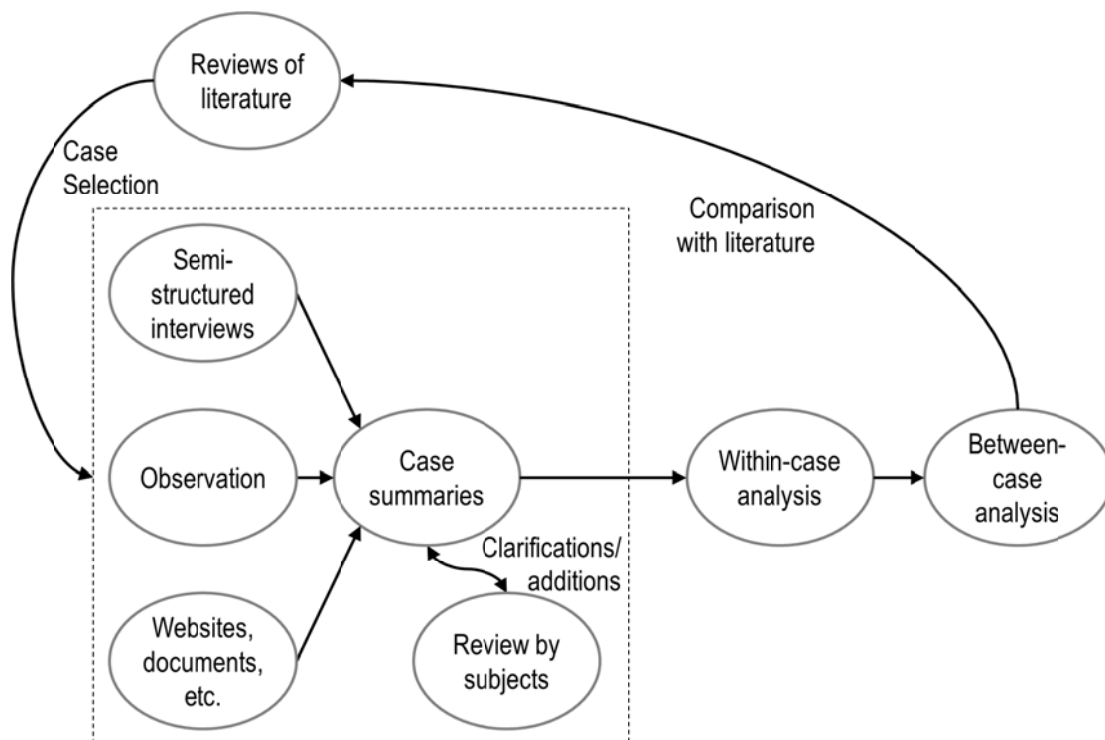 Reviews of
literature
Case
Selection
Comparison
with literature
Semi-
structured
interviews
Observation
Case
summaries
Within-case
analysis
Between-
case
analysis
Clarifications/
additions
Websites,
documents,
etc.
Review by
subjects